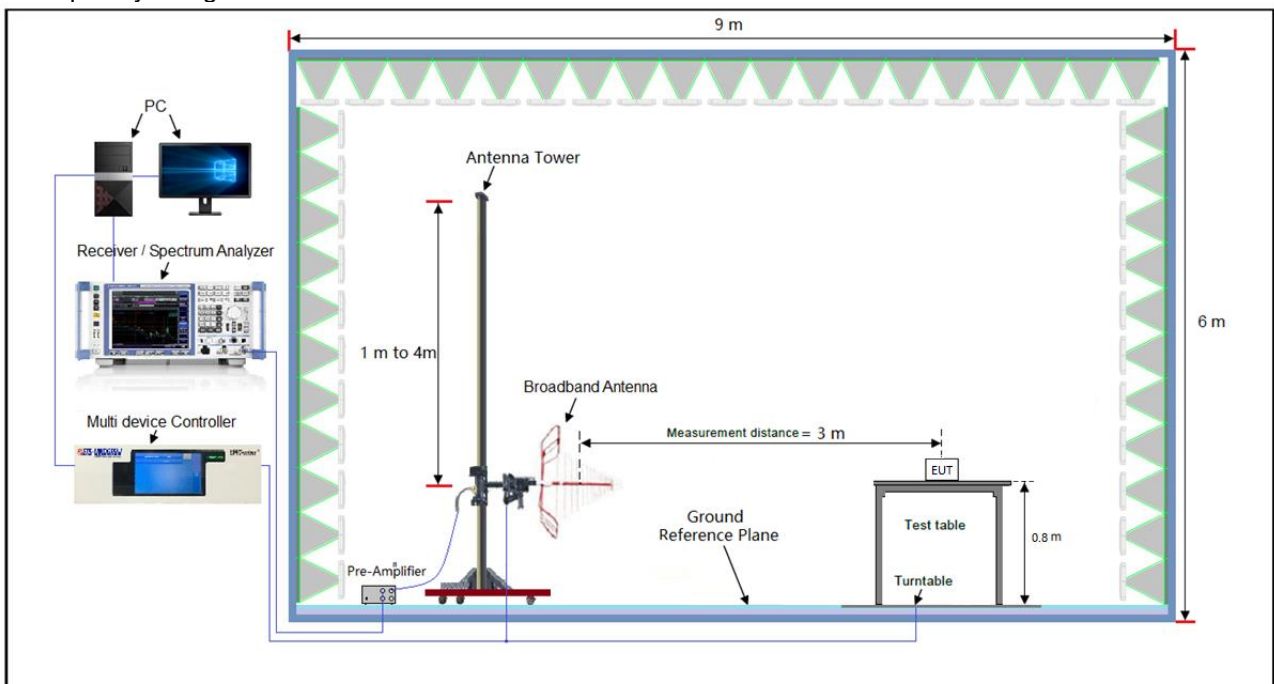 9 m
PC
Antenna Tower
Receiver / Spectrum Analyzer
6 m
1 m to 4m
Broadband Antenna
Multi device Controller
Measurement distance = 3 m
EUT
Ground
Reference Plane
Test table
0.8 m
Pre-Amplifier
Turntable